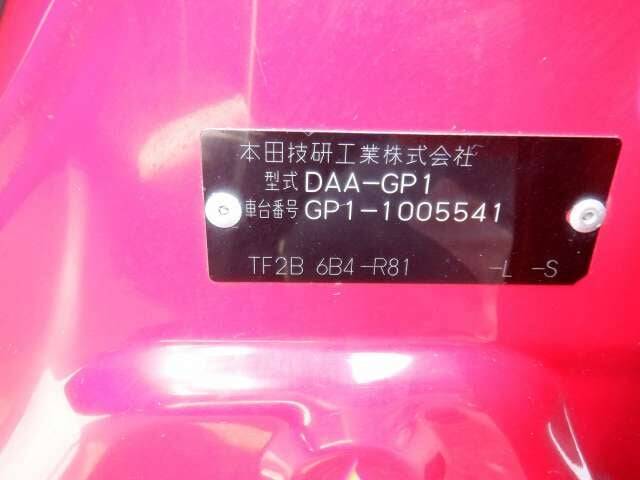 本田技研工業株式会社
型式 DAA-GP1
車台番号 GP1-1005541
TF2B 6B4-R81 -L -S